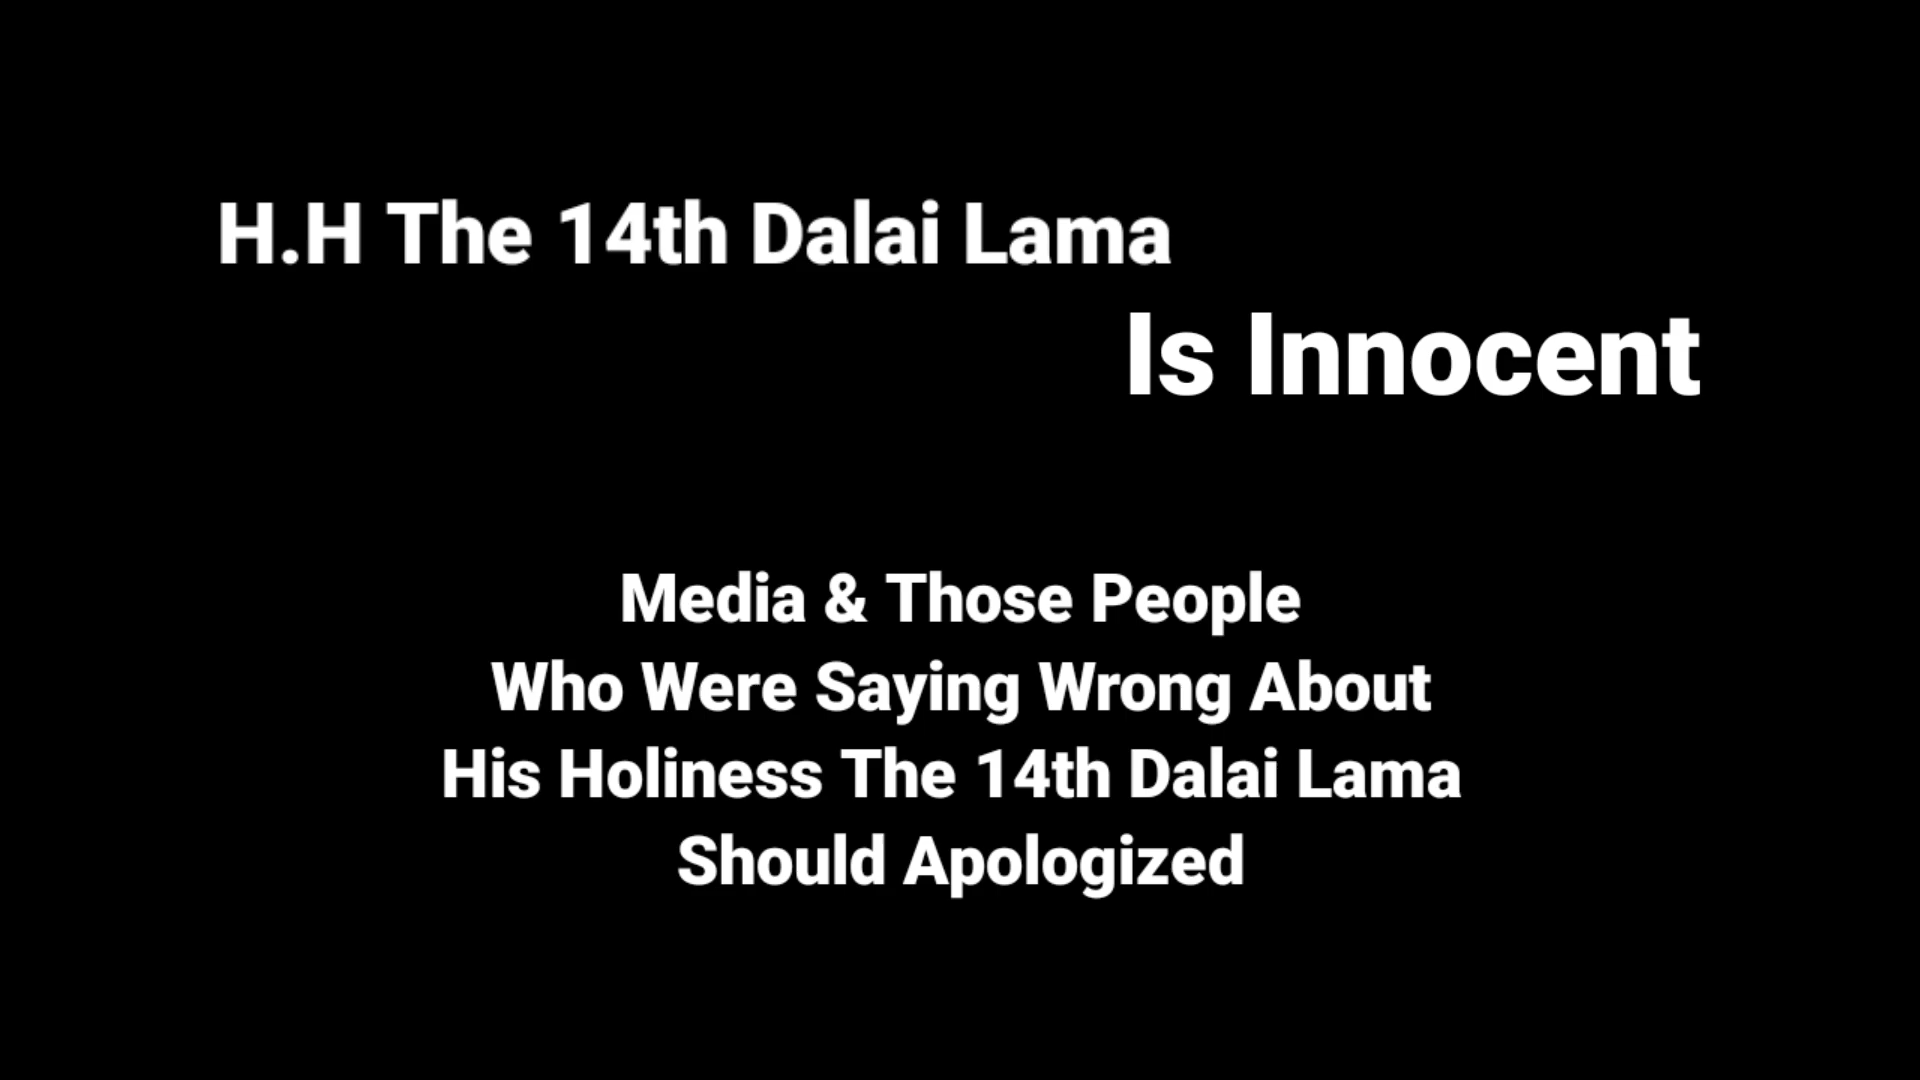 H.H The 14th Dalai Lama
Is Innocent
Media & Those People
Who Were Saying Wrong About
His Holiness The 14th Dalai Lama
Should Apologized